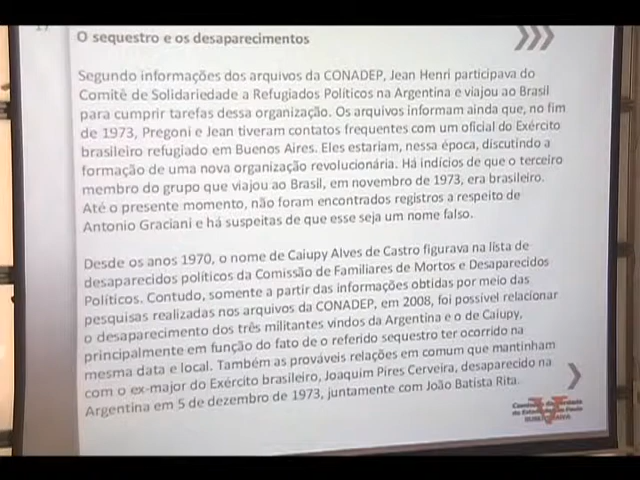 17
O sequestro e os desaparecimentos
Segundo informações dos arquivos da CONADEP, Jean Henri participava do
Comitê de Solidariedade a Refugiados Políticos na Argentina e viajou ao Brasil
para cumprir tarefas dessa organização. Os arquivos informam ainda que, no fim
de 1973, Pregoni e Jean tiveram contatos frequentes com um oficial do Exército
brasileiro refugiado em Buenos Aires. Eles estariam, nessa época, discutindo a
formação de uma nova organização revolucionária. Há indícios de que o terceiro
membro do grupo que viajou ao Brasil, em novembro de 1973, era brasileiro.
Até o presente momento, não foram encontrados registros a respeito de
Antonio Graciani e há suspeitas de que esse seja um nome falso.
Desde os anos 1970, o nome de Caiupy Alves de Castro figurava na lista de
desaparecidos políticos da Comissão de Familiares de Mortos e Desaparecidos
Políticos. Contudo, somente a partir das informações obtidas por meio das
pesquisas realizadas nos arquivos da CONADEP, em 2008, foi possível relacionar
o desaparecimento dos três militantes vindos da Argentina e o de Caiupy,
principalmente em função do fato de o referido sequestro ter ocorrido na
mesma data e local. Também as prováveis relações em comum que mantinham
com o ex-major do Exército brasileiro, Joaquim Pires Cerveira, desaparecido na
Argentina em 5 de dezembro de 1973, juntamente com João Batista Rita.
do Estado de São Paulo